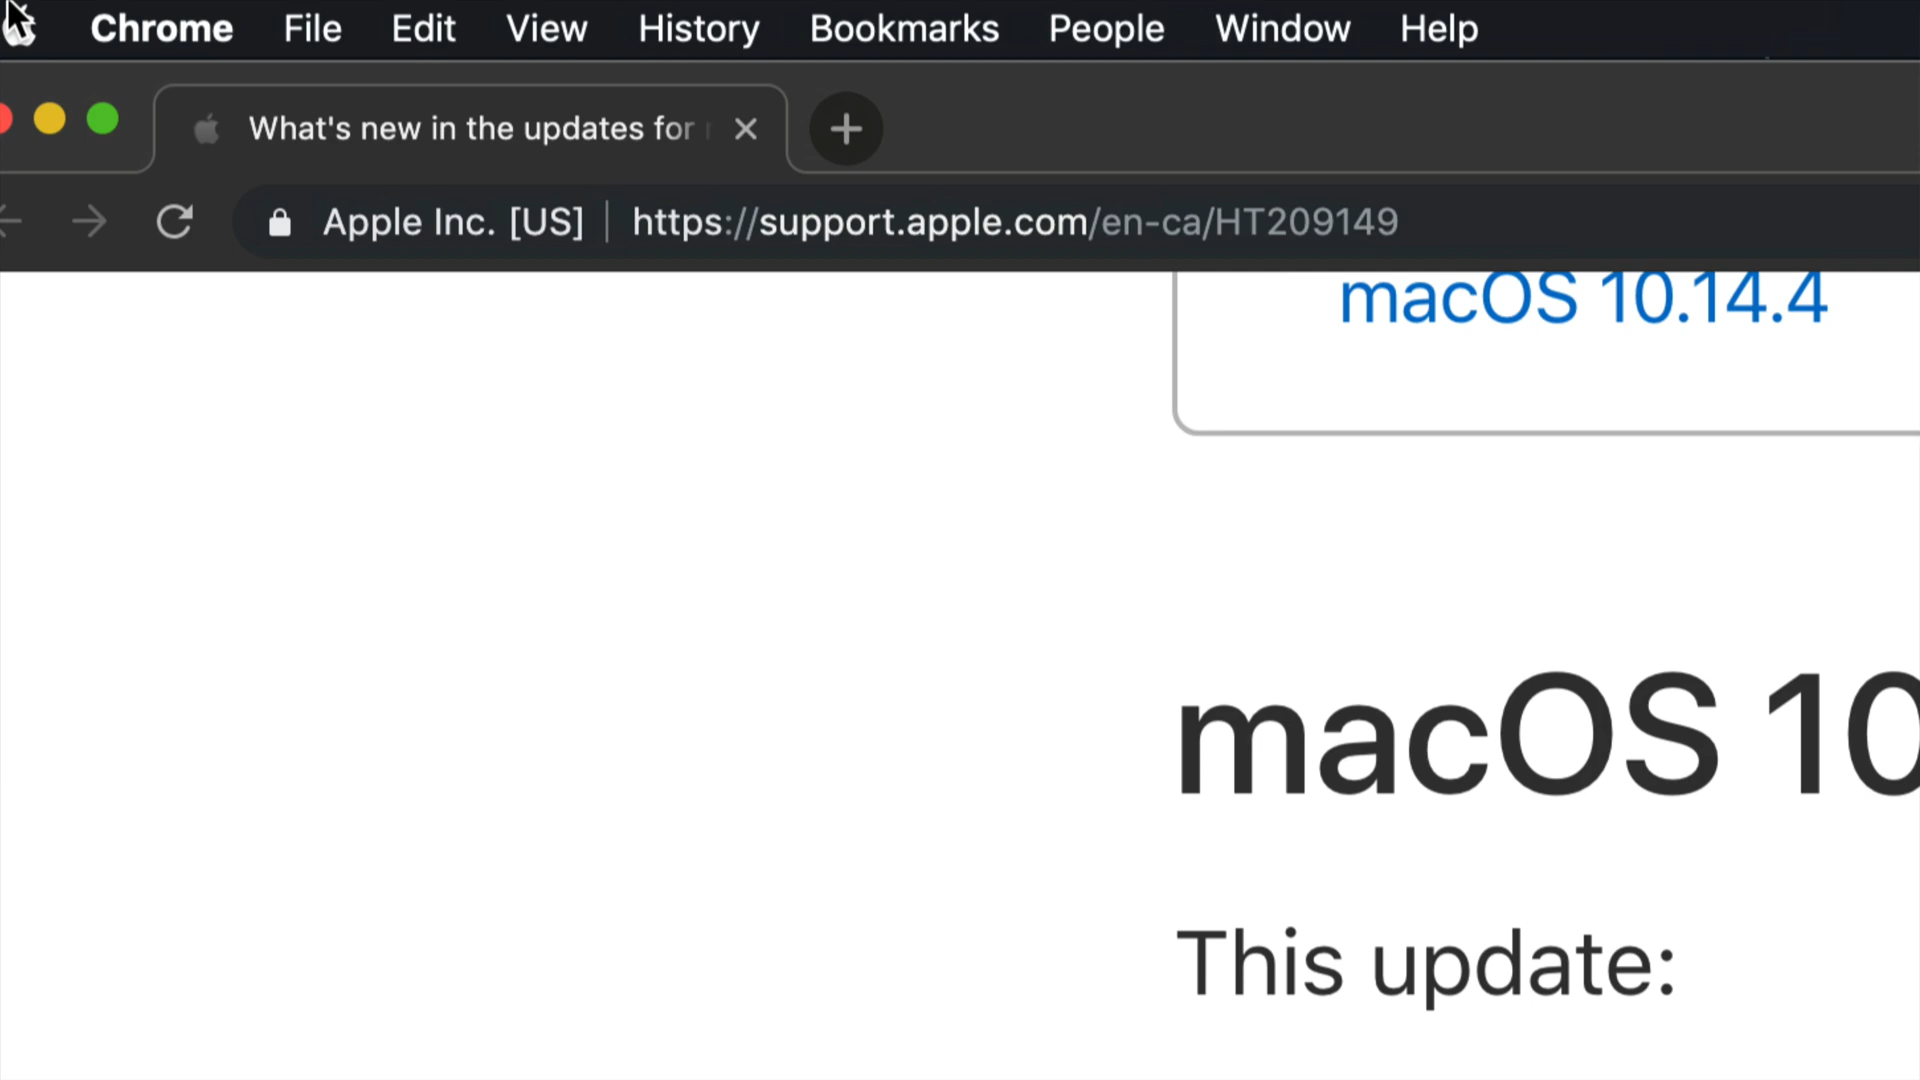 Chrome File Edit View History Bookmarks People Window Help
What's new in the updates for
Apple Inc. [US] https://support.apple.com/en-ca/HT209149
macOS 10.14.4
macOS 10
This update: